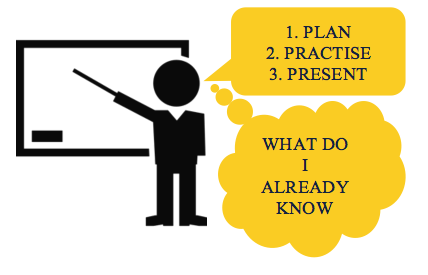 1. PLAN
2. PRACTISE
3. PRESENT
WHAT DO
I
ALREADY
KNOW